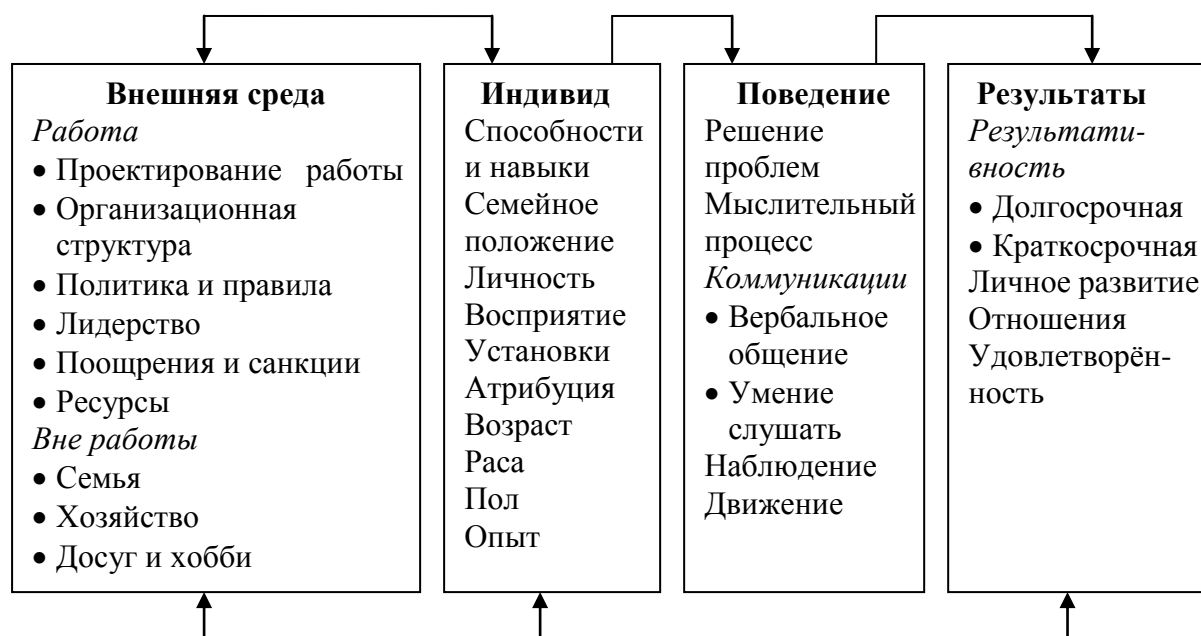 Внешняя среда
Работа
• Проектирование работы
• Организационная
структура
• Политика и правила
• Лидерство
• Поощрения и санкции
• Ресурсы
Вне работы
• Семья
• Хозяйство
• Досуг и хобби
Индивид
Способности
и навыки
Семейное
положение
Личность
Восприятие
Установки
Атрибуция
Возраст
Раса
Пол
Опыт
Поведение
Решение
проблем
Мыслительный
процесс
Коммуникации
• Вербальное
общение
• Умение
слушать
Наблюдение
Движение
Результаты
Результати-
вность
• Долгосрочная
• Краткосрочная
Личное развитие
Отношения
Удовлетворён-
ность